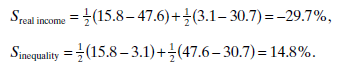 S_real income = ½(15.8 − 47.6) + ½(3.1 − 30.7) = −29.7%,
S_inequality = ½(15.8 − 3.1) + ½(47.6 − 30.7) = 14.8%.